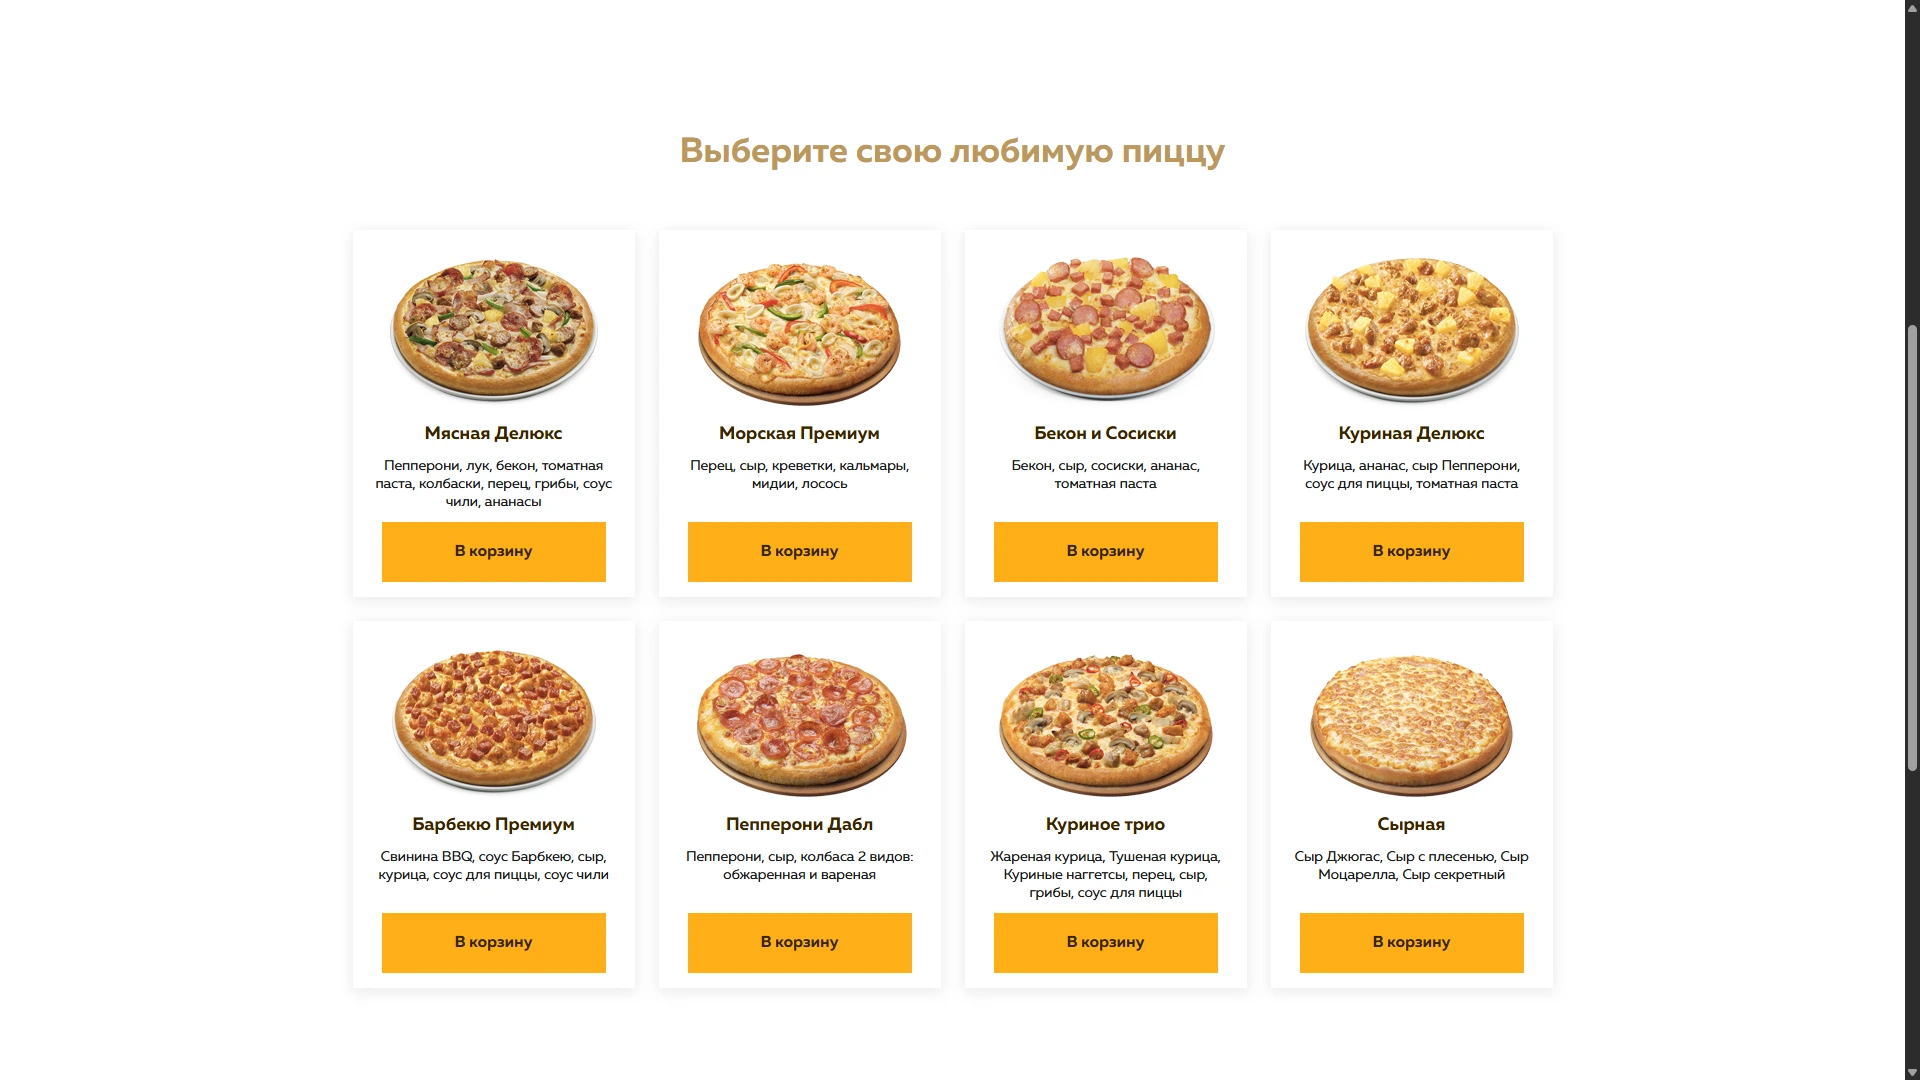 Выберите свою любимую пиццу
Мясная Делюкс
Пепперони, лук, бекон, томатная
паста, колбаски, перец, грибы, соус
чили, ананасы
В корзину
Морская Премиум
Перец, сыр, креветки, кальмары,
мидии, лосось
В корзину
Бекон и Сосиски
Бекон, сыр, сосиски, ананас,
томатная паста
В корзину
Куриная Делюкс
Курица, ананас, сыр Пепперони,
соус для пиццы, томатная паста
В корзину
Барбекю Премиум
Свинина BBQ, соус Барбкею, сыр,
курица, соус для пиццы, соус чили
В корзину
Пепперони Дабл
Пепперони, сыр, колбаса 2 видов:
обжаренная и вареная
В корзину
Куриное трио
Жареная курица, Тушеная курица,
Куриные наггетсы, перец, сыр,
грибы, соус для пиццы
В корзину
Сырная
Сыр Джюгас, Сыр с плесенью, Сыр
Моцарелла, Сыр секретный
В корзину